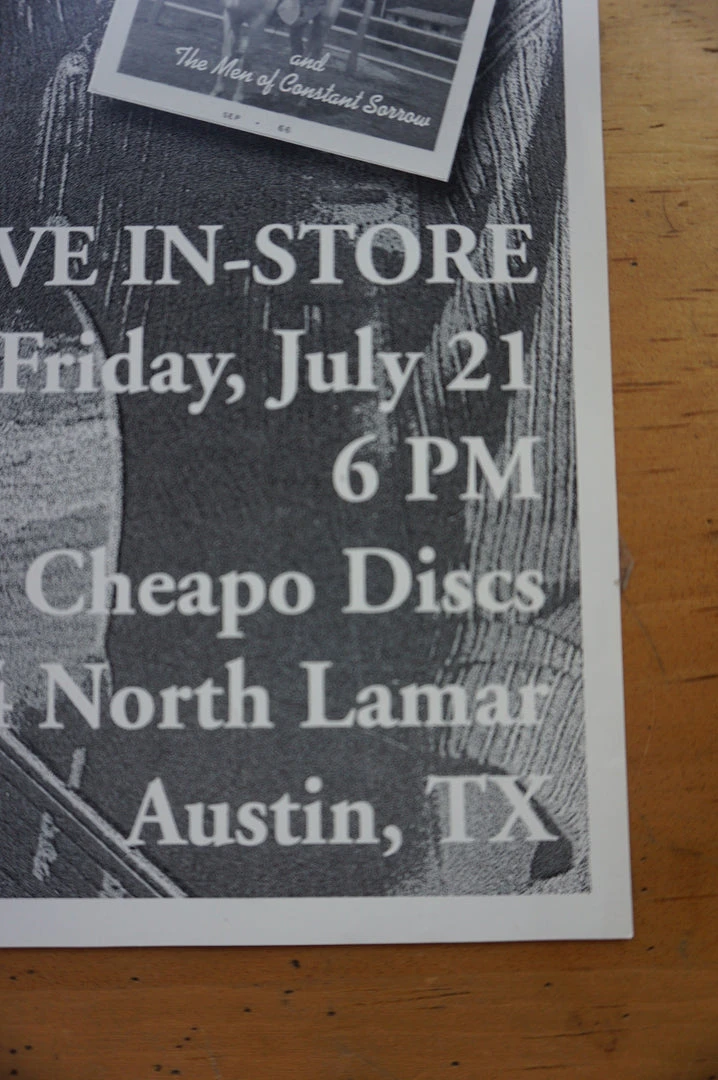 and
The Men of Constant Sorrow
SEP • 66
VE IN-STORE
Friday, July 21
6 PM
Cheapo Discs
4 North Lamar
Austin, TX